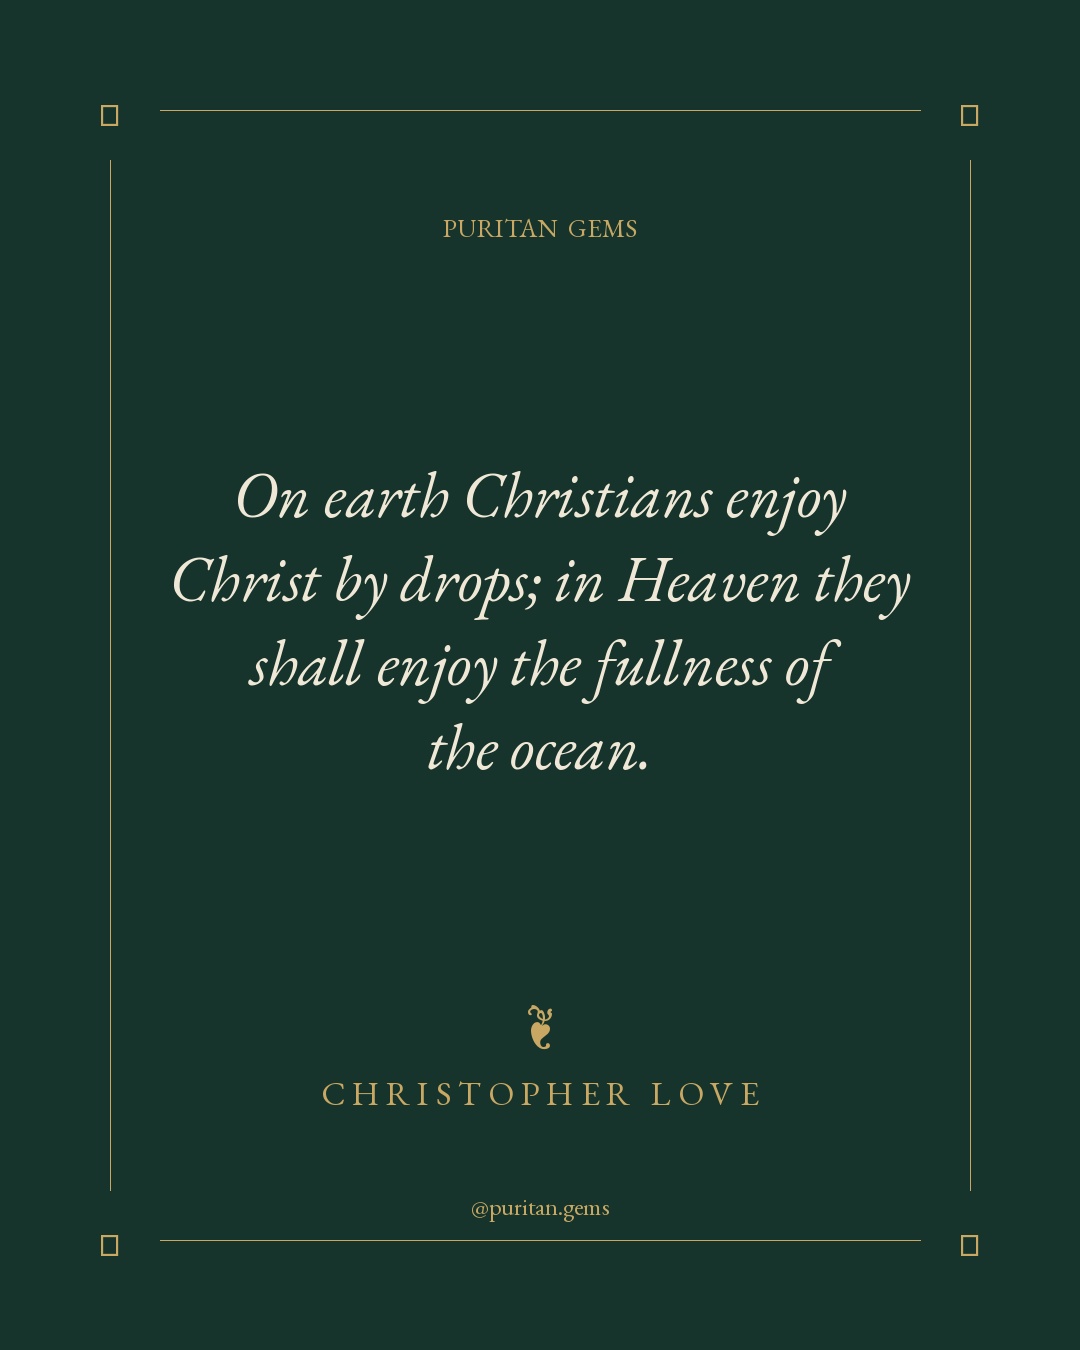 PURITAN GEMS
On earth Christians enjoy
Christ by drops; in Heaven they
shall enjoy the fullness of
the ocean.
❦
CHRISTOPHER LOVE
@puritan.gems